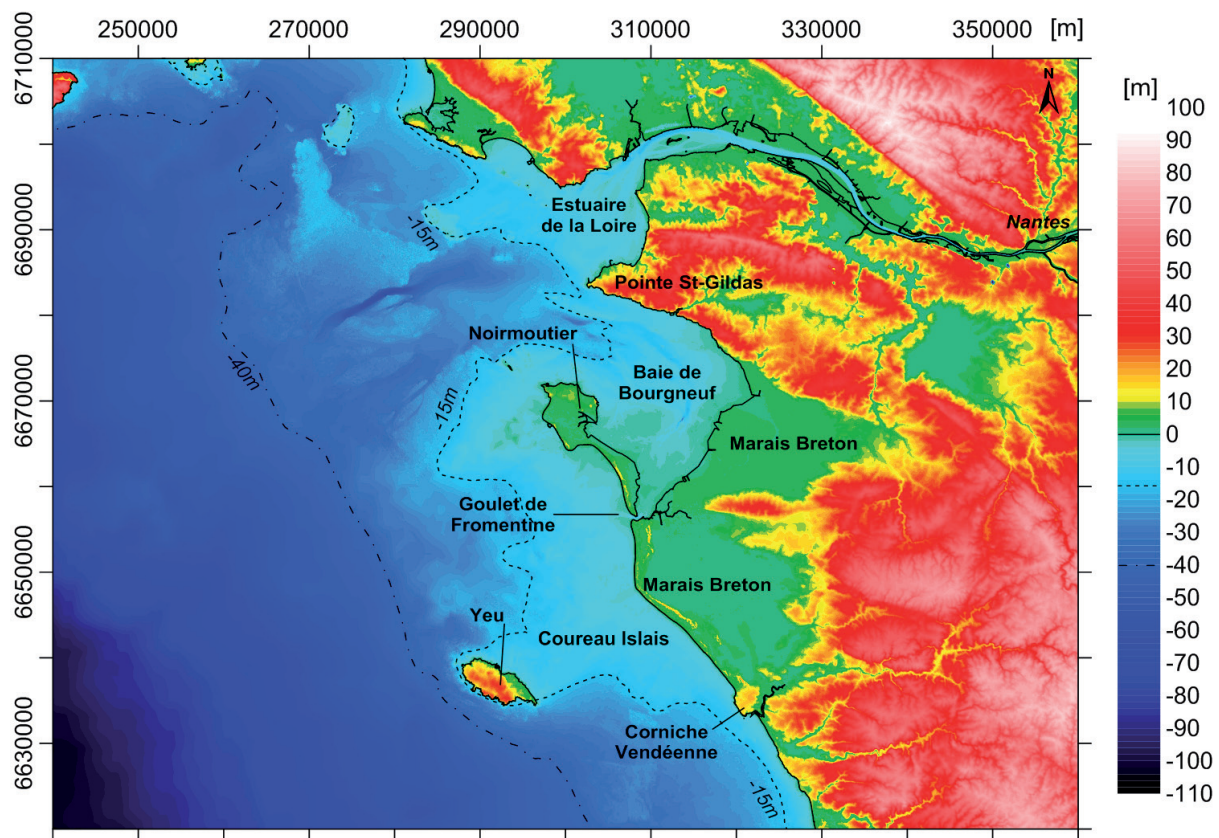 250000 270000 290000 310000 330000 350000 [m]
6710000
6690000
6670000
6650000
6630000
N
[m]
100
90
80
70
60
50
40
30
20
10
0
-10
-20
-30
-40
-50
-60
-70
-80
-90
-100
-110
Estuaire
de la Loire
Nantes
-15m
Pointe St-Gildas
Noirmoutier
-40m
-15m
Baie de
Bourgneuf
Marais Breton
Goulet de
Fromentine
Marais Breton
Yeu
Coureau Islais
Corniche
Vendéenne
-15m